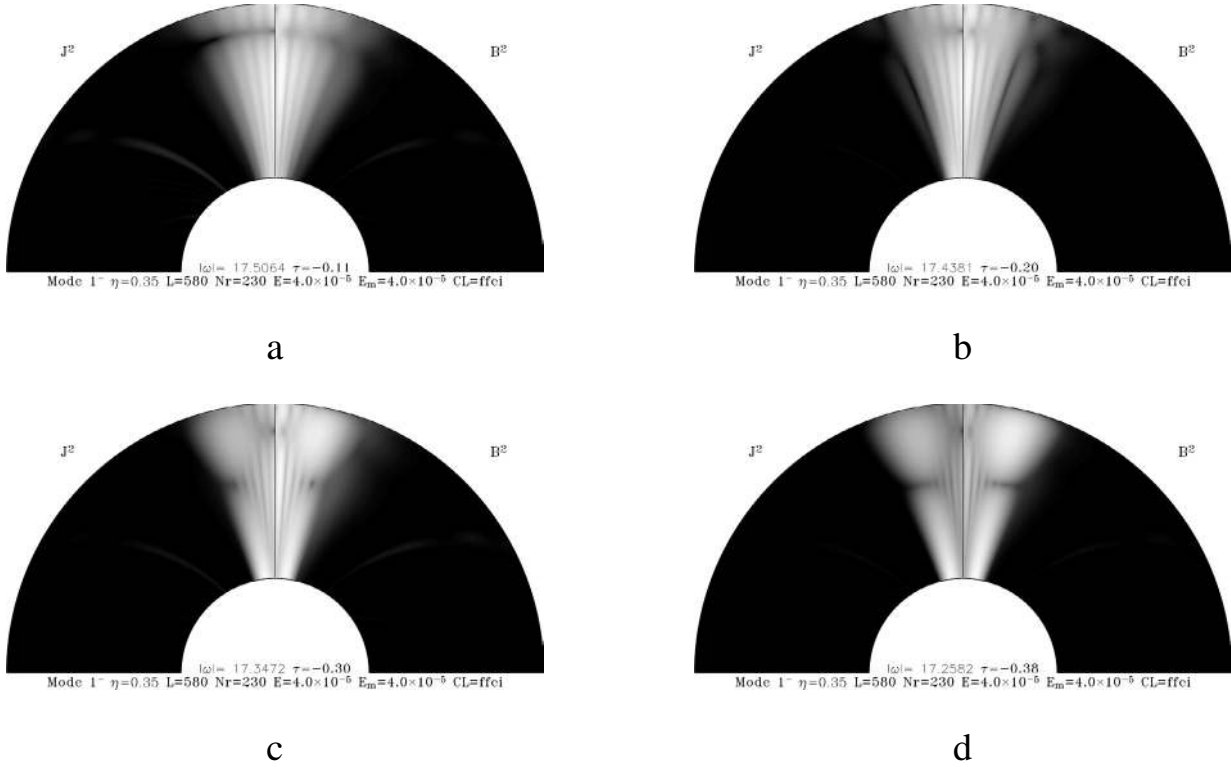 J² B²
|ω|= 17.5064 τ=−0.11
Mode 1⁻ η=0.35 L=580 Nr=230 E=4.0×10⁻⁵ Eₘ=4.0×10⁻⁵ CL=ffci
a
J² B²
|ω|= 17.4381 τ=−0.20
Mode 1⁻ η=0.35 L=580 Nr=230 E=4.0×10⁻⁵ Eₘ=4.0×10⁻⁵ CL=ffci
b
J² B²
|ω|= 17.3472 τ=−0.30
Mode 1⁻ η=0.35 L=580 Nr=230 E=4.0×10⁻⁵ Eₘ=4.0×10⁻⁵ CL=ffci
c
J² B²
|ω|= 17.2582 τ=−0.38
Mode 1⁻ η=0.35 L=580 Nr=230 E=4.0×10⁻⁵ Eₘ=4.0×10⁻⁵ CL=ffci
d